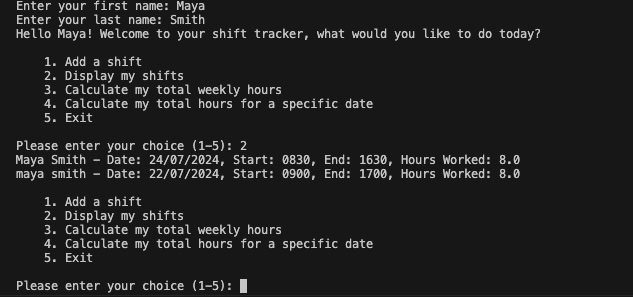 Enter your first name: Maya
Enter your last name: Smith
Hello Maya! Welcome to your shift tracker, what would you like to do today?
1. Add a shift
2. Display my shifts
3. Calculate my total weekly hours
4. Calculate my total hours for a specific date
5. Exit
Please enter your choice (1-5): 2
Maya Smith - Date: 24/07/2024, Start: 0830, End: 1630, Hours Worked: 8.0
maya smith - Date: 22/07/2024, Start: 0900, End: 1700, Hours Worked: 8.0
1. Add a shift
2. Display my shifts
3. Calculate my total weekly hours
4. Calculate my total hours for a specific date
5. Exit
Please enter your choice (1-5):